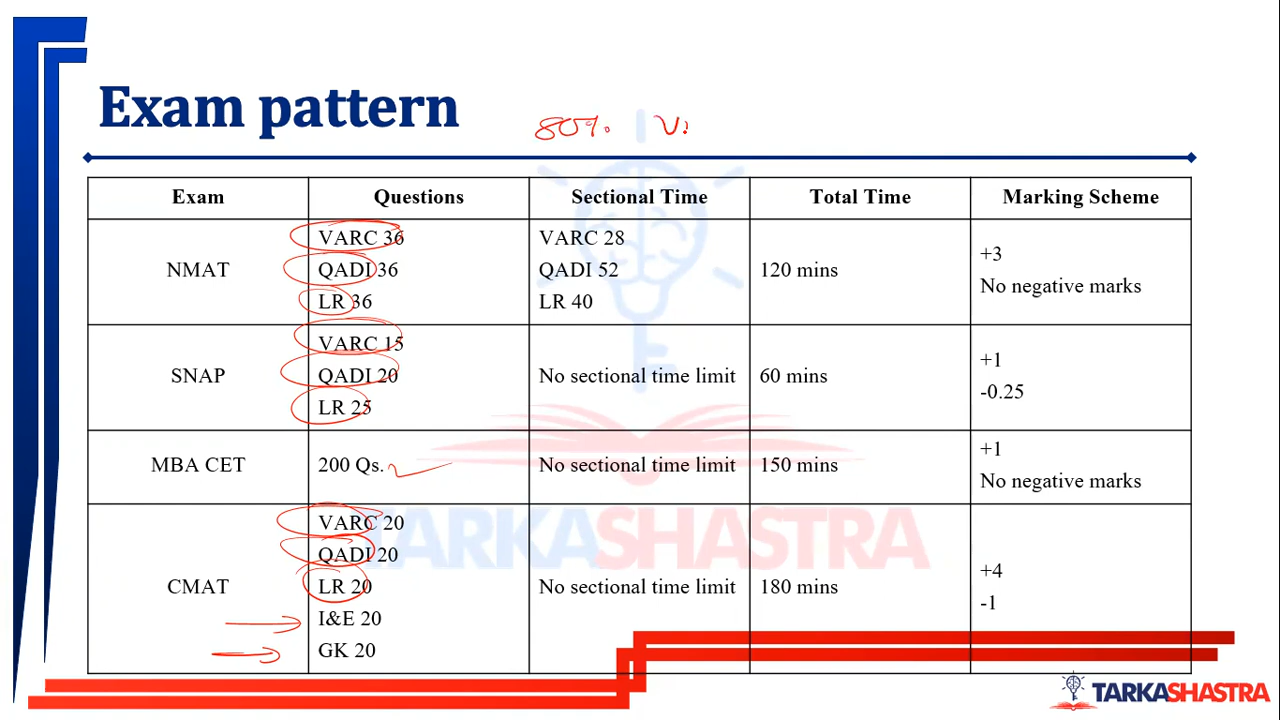 Exam pattern
80% V.
Exam Questions Sectional Time Total Time Marking Scheme
NMAT
VARC 36
QADI 36
LR 36
VARC 28
QADI 52
LR 40
120 mins
+3
No negative marks
SNAP
VARC 15
QADI 20
LR 25
No sectional time limit
60 mins
+1
-0.25
MBA CET
200 Qs.
No sectional time limit
150 mins
+1
No negative marks
CMAT
VARC 20
QADI 20
LR 20
I&E 20
GK 20
No sectional time limit
180 mins
+4
-1
TARKASHASTRA
TARKASHASTRA